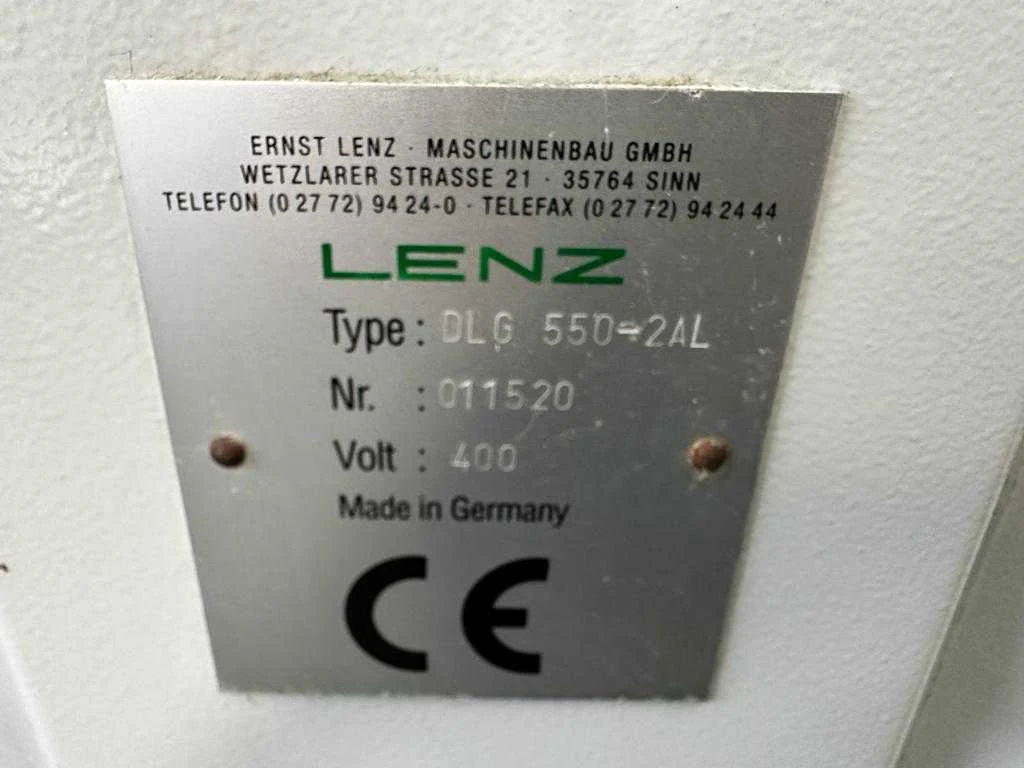 ERNST LENZ · MASCHINENBAU GMBH
WETZLARER STRASSE 21 · 35764 SINN
TELEFON (0 27 72) 94 24-0 · TELEFAX (0 27 72) 94 24 44
LENZ
Type : DLG 550-2AL
Nr. : 011520
Volt : 400
Made in Germany
CE